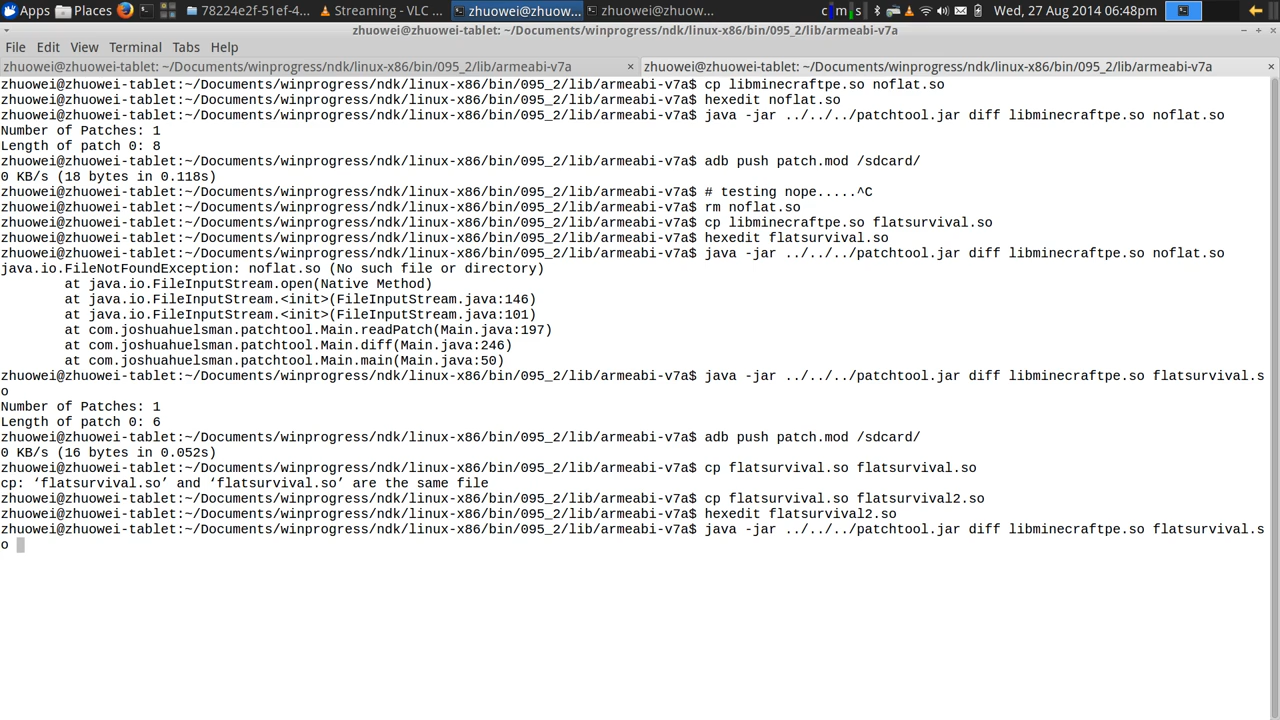 Apps Places 78224e2f-51ef-4... Streaming - VLC ... zhuowei@zhuow... zhuowei@zhuow... c m s Wed, 27 Aug 2014 06:48pm
zhuowei@zhuowei-tablet: ~/Documents/winprogress/ndk/linux-x86/bin/095_2/lib/armeabi-v7a
File Edit View Terminal Tabs Help
zhuowei@zhuowei-tablet: ~/Documents/winprogress/ndk/linux-x86/bin/095_2/lib/armeabi-v7a × zhuowei@zhuowei-tablet: ~/Documents/winprogress/ndk/linux-x86/bin/095_2/lib/armeabi-v7a ×
zhuowei@zhuowei-tablet:~/Documents/winprogress/ndk/linux-x86/bin/095_2/lib/armeabi-v7a$ cp libminecraftpe.so noflat.so
zhuowei@zhuowei-tablet:~/Documents/winprogress/ndk/linux-x86/bin/095_2/lib/armeabi-v7a$ hexedit noflat.so
zhuowei@zhuowei-tablet:~/Documents/winprogress/ndk/linux-x86/bin/095_2/lib/armeabi-v7a$ java -jar ../../../patchtool.jar diff libminecraftpe.so noflat.so
Number of Patches: 1
Length of patch 0: 8
zhuowei@zhuowei-tablet:~/Documents/winprogress/ndk/linux-x86/bin/095_2/lib/armeabi-v7a$ adb push patch.mod /sdcard/
0 KB/s (18 bytes in 0.118s)
zhuowei@zhuowei-tablet:~/Documents/winprogress/ndk/linux-x86/bin/095_2/lib/armeabi-v7a$ # testing nope.....^C
zhuowei@zhuowei-tablet:~/Documents/winprogress/ndk/linux-x86/bin/095_2/lib/armeabi-v7a$ rm noflat.so
zhuowei@zhuowei-tablet:~/Documents/winprogress/ndk/linux-x86/bin/095_2/lib/armeabi-v7a$ cp libminecraftpe.so flatsurvival.so
zhuowei@zhuowei-tablet:~/Documents/winprogress/ndk/linux-x86/bin/095_2/lib/armeabi-v7a$ hexedit flatsurvival.so
zhuowei@zhuowei-tablet:~/Documents/winprogress/ndk/linux-x86/bin/095_2/lib/armeabi-v7a$ java -jar ../../../patchtool.jar diff libminecraftpe.so noflat.so
java.io.FileNotFoundException: noflat.so (No such file or directory)
at java.io.FileInputStream.open(Native Method)
at java.io.FileInputStream.<init>(FileInputStream.java:146)
at java.io.FileInputStream.<init>(FileInputStream.java:101)
at com.joshuahuelsman.patchtool.Main.readPatch(Main.java:197)
at com.joshuahuelsman.patchtool.Main.diff(Main.java:246)
at com.joshuahuelsman.patchtool.Main.main(Main.java:50)
zhuowei@zhuowei-tablet:~/Documents/winprogress/ndk/linux-x86/bin/095_2/lib/armeabi-v7a$ java -jar ../../../patchtool.jar diff libminecraftpe.so flatsurvival.s
o
Number of Patches: 1
Length of patch 0: 6
zhuowei@zhuowei-tablet:~/Documents/winprogress/ndk/linux-x86/bin/095_2/lib/armeabi-v7a$ adb push patch.mod /sdcard/
0 KB/s (16 bytes in 0.052s)
zhuowei@zhuowei-tablet:~/Documents/winprogress/ndk/linux-x86/bin/095_2/lib/armeabi-v7a$ cp flatsurvival.so flatsurvival.so
cp: ‘flatsurvival.so’ and ‘flatsurvival.so’ are the same file
zhuowei@zhuowei-tablet:~/Documents/winprogress/ndk/linux-x86/bin/095_2/lib/armeabi-v7a$ cp flatsurvival.so flatsurvival2.so
zhuowei@zhuowei-tablet:~/Documents/winprogress/ndk/linux-x86/bin/095_2/lib/armeabi-v7a$ hexedit flatsurvival2.so
zhuowei@zhuowei-tablet:~/Documents/winprogress/ndk/linux-x86/bin/095_2/lib/armeabi-v7a$ java -jar ../../../patchtool.jar diff libminecraftpe.so flatsurvival.s
o